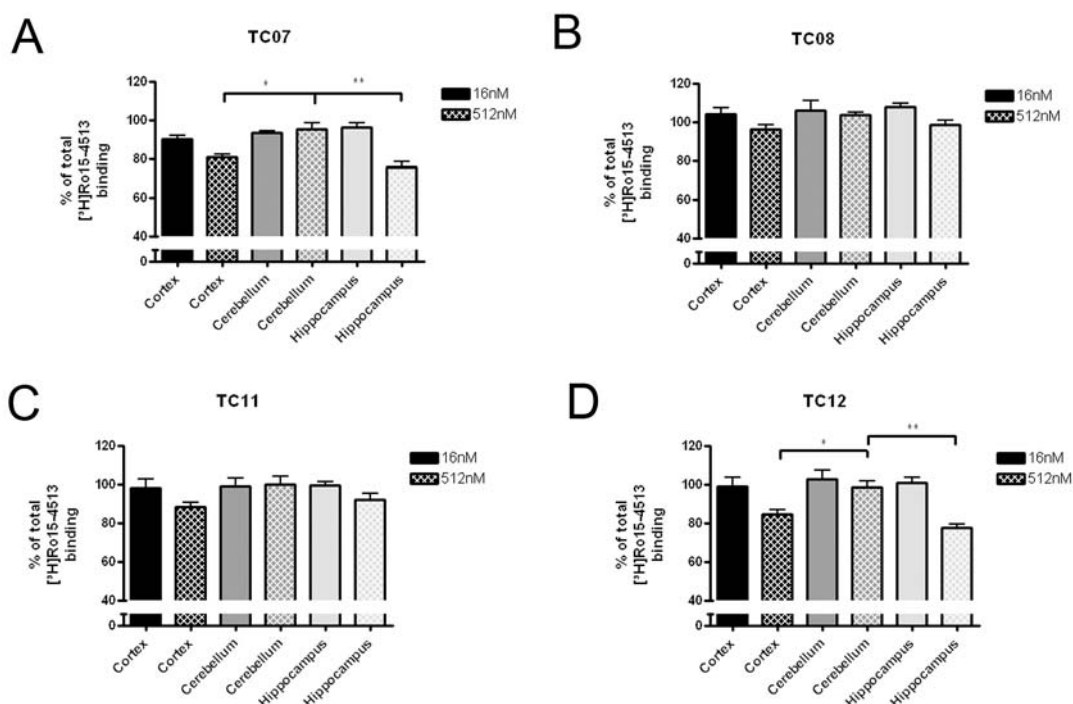 A
TC07
% of total
[³H]Ro15-4513
binding
120
100
80
60
40
0
*
**
16nM
512nM
Cortex
Cortex
Cerebellum
Cerebellum
Hippocampus
Hippocampus
B
TC08
% of total
[³H]Ro15-4513
binding
120
100
80
60
40
0
16nM
512nM
Cortex
Cortex
Cerebellum
Cerebellum
Hippocampus
Hippocampus
C
TC11
% of total
[³H]Ro15-4513
binding
120
100
80
60
40
0
16nM
512nM
Cortex
Cortex
Cerebellum
Cerebellum
Hippocampus
Hippocampus
D
TC12
% of total
[³H]Ro15-4513
binding
120
100
80
60
40
0
*
**
16nM
512nM
Cortex
Cortex
Cerebellum
Cerebellum
Hippocampus
Hippocampus